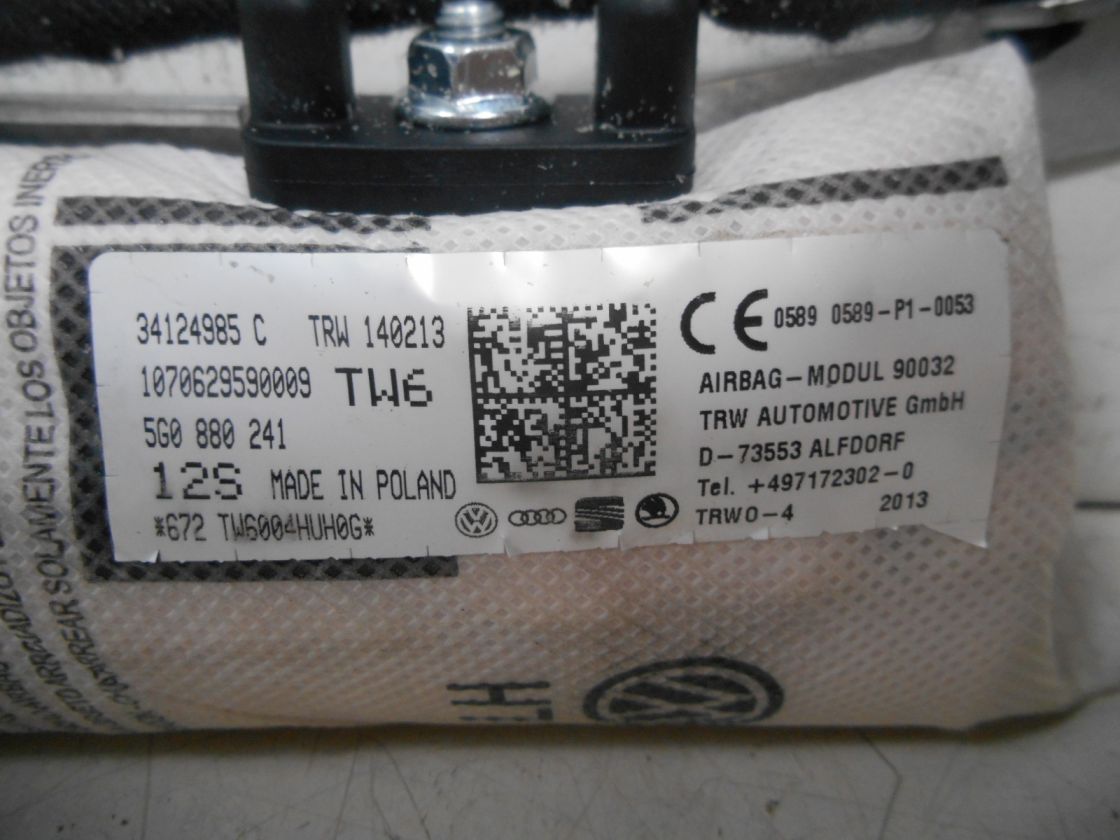 34124985 C TRW 140213
1070629590009 TW6
5G0 880 241
12S MADE IN POLAND
*672 TW6004HUH0G*
CE 0589 0589-P1-0053
AIRBAG-MODUL 90032
TRW AUTOMOTIVE GmbH
D-73553 ALFDORF
Tel. +497172302-0
TRWO-4 2013
SOLAMENTE LOS OBJETOS